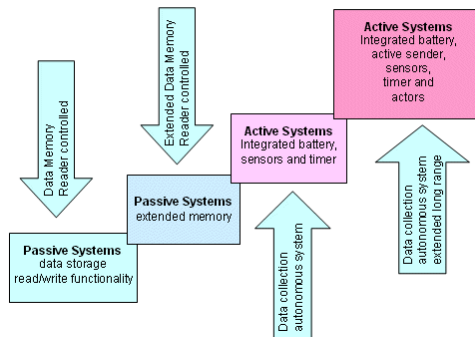 Active Systems
Integrated battery,
active sender,
sensors,
timer and
actors
Extended Data Memory
Reader controlled
Data Memory
Reader controlled
Active Systems
Integrated battery,
sensors and timer
Passive Systems
extended memory
Data collection
autonomous system
extended long range
Passive Systems
data storage
read/write functionality
Data collection
autonomous system